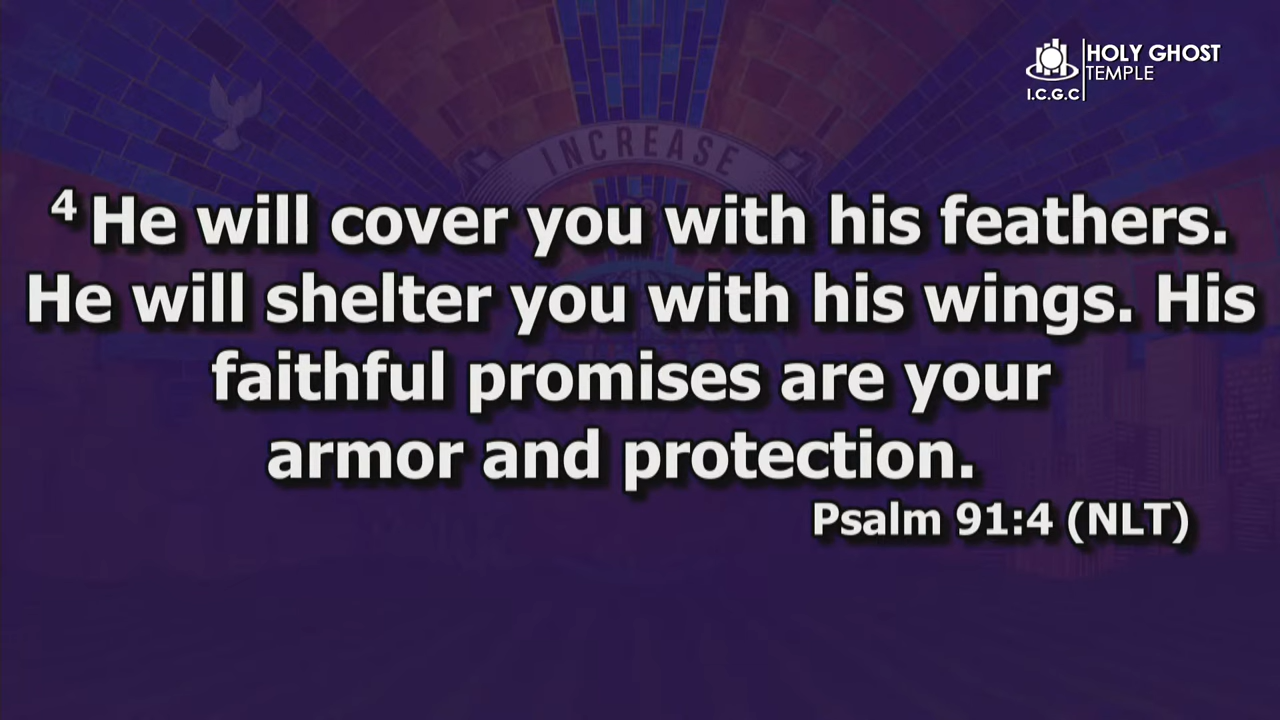 HOLY GHOST
TEMPLE
I.C.G.C
INCREASE
4 He will cover you with his feathers.
He will shelter you with his wings. His
faithful promises are your
armor and protection.
Psalm 91:4 (NLT)